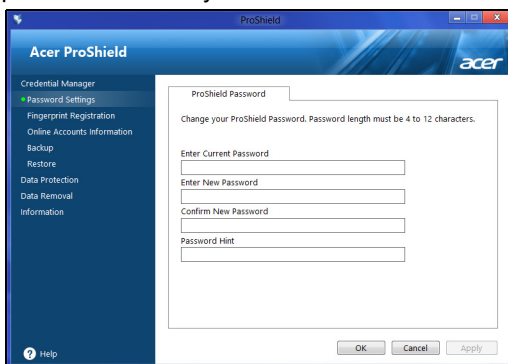 ProShield
Acer ProShield
acer
Credential Manager
Password Settings
Fingerprint Registration
Online Accounts Information
Backup
Restore
Data Protection
Data Removal
Information
Help
ProShield Password
Change your ProShield Password. Password length must be 4 to 12 characters.
Enter Current Password
Enter New Password
Confirm New Password
Password Hint
OK
Cancel
Apply